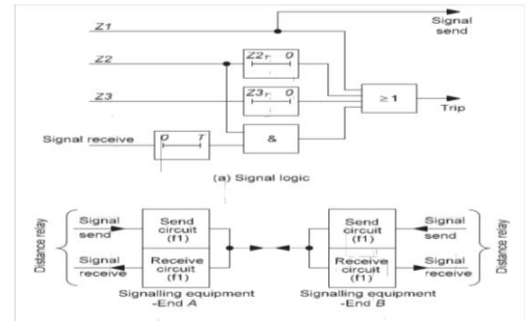 Signal
send
Z1
Z2
Z2T 0
Z3
Z3T 0
≥ 1
Trip
Signal receive
0 T
&
(a) Signal logic
Distance relay
Signal
send
Send
circuit
(f1)
Signal
receive
Receive
circuit
(f1)
Signalling equipment
-End A
Send
circuit
(f1)
Signal
send
Receive
circuit
(f1)
Signal
receive
Signalling equipment
-End B
Distance relay